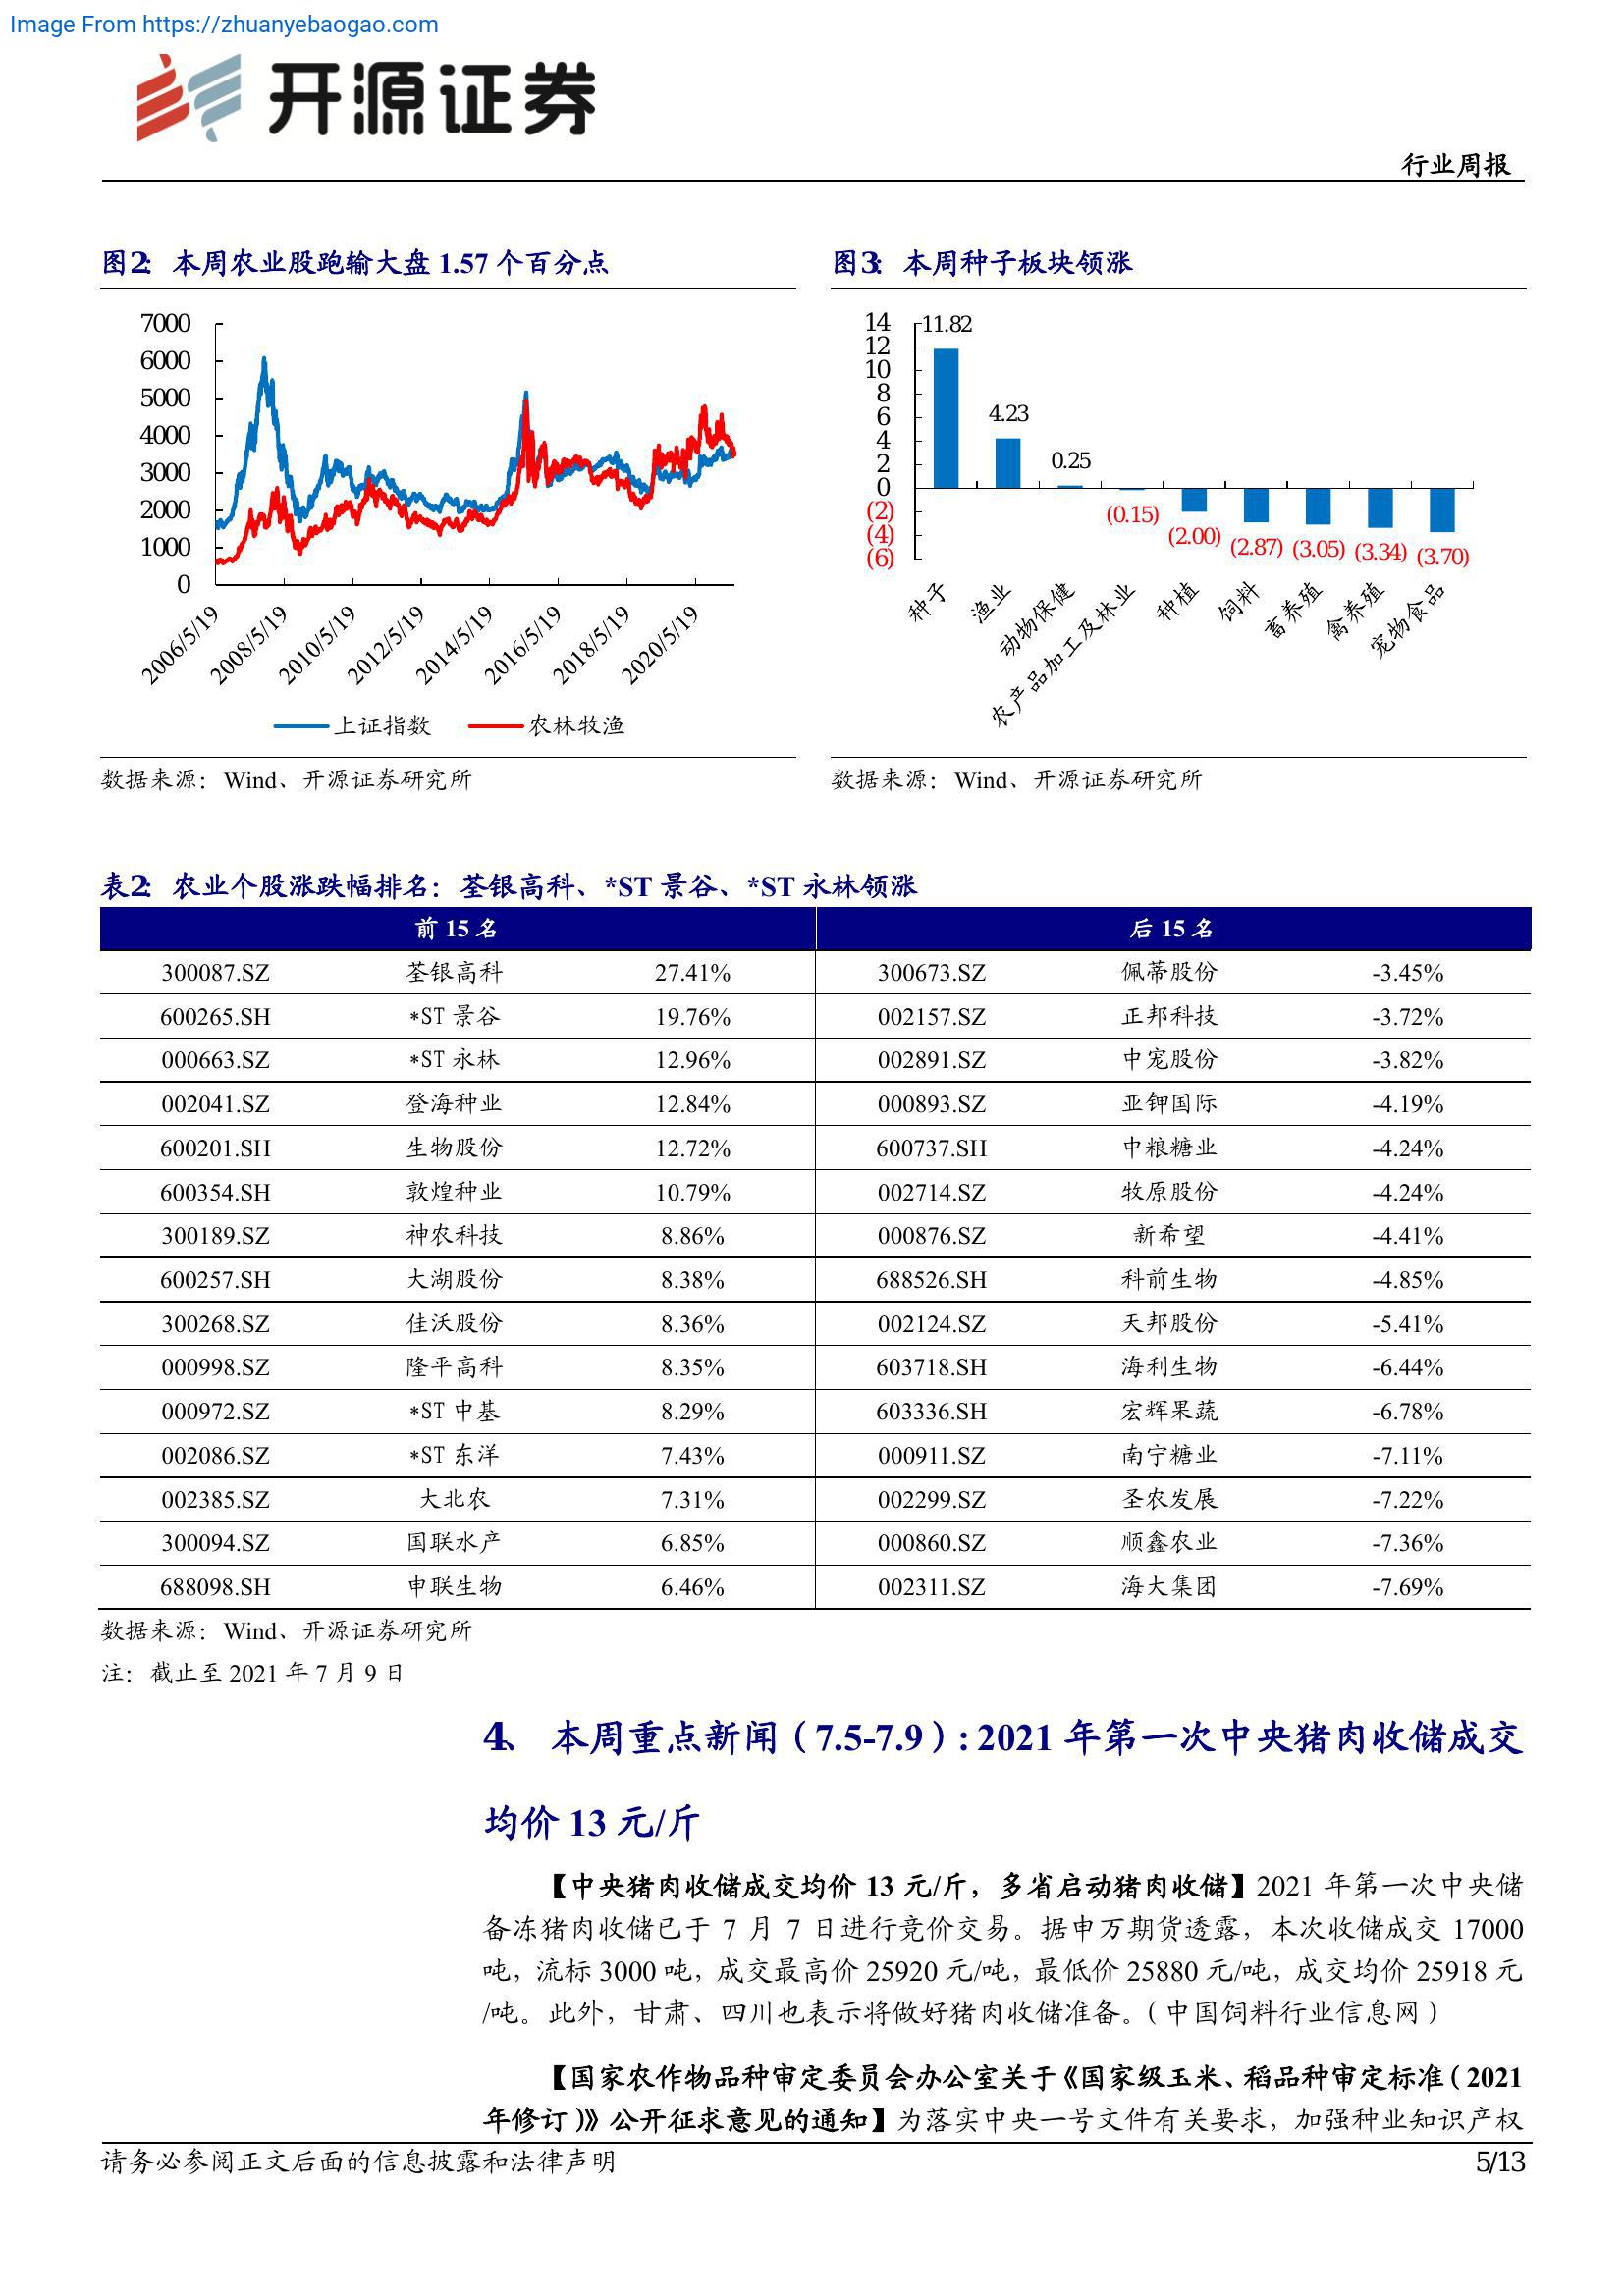 Image From https://zhuanyebaogao.com
开源证券
行业周报
图2： 本周农业股跑输大盘 1.57 个百分点
7000
6000
5000
4000
3000
2000
1000
0
2006/5/19
2008/5/19
2010/5/19
2012/5/19
2014/5/19
2016/5/19
2018/5/19
2020/5/19
上证指数 农林牧渔
数据来源：Wind、开源证券研究所
图3： 本周种子板块领涨
14
12
10
8
6
4
2
0
(2)
(4)
(6)
11.82
4.23
0.25
(0.15)
(2.00)
(2.87)
(3.05)
(3.34)
(3.70)
种子
渔业
动物保健
农产品加工及林业
种植
饲料
畜养殖
禽养殖
宠物食品
数据来源：Wind、开源证券研究所
表2： 农业个股涨跌幅排名：荃银高科、*ST 景谷、*ST 永林领涨
前 15 名 后 15 名
300087.SZ 荃银高科 27.41% 300673.SZ 佩蒂股份 -3.45%
600265.SH *ST 景谷 19.76% 002157.SZ 正邦科技 -3.72%
000663.SZ *ST 永林 12.96% 002891.SZ 中宠股份 -3.82%
002041.SZ 登海种业 12.84% 000893.SZ 亚钾国际 -4.19%
600201.SH 生物股份 12.72% 600737.SH 中粮糖业 -4.24%
600354.SH 敦煌种业 10.79% 002714.SZ 牧原股份 -4.24%
300189.SZ 神农科技 8.86% 000876.SZ 新希望 -4.41%
600257.SH 大湖股份 8.38% 688526.SH 科前生物 -4.85%
300268.SZ 佳沃股份 8.36% 002124.SZ 天邦股份 -5.41%
000998.SZ 隆平高科 8.35% 603718.SH 海利生物 -6.44%
000972.SZ *ST 中基 8.29% 603336.SH 宏辉果蔬 -6.78%
002086.SZ *ST 东洋 7.43% 000911.SZ 南宁糖业 -7.11%
002385.SZ 大北农 7.31% 002299.SZ 圣农发展 -7.22%
300094.SZ 国联水产 6.85% 000860.SZ 顺鑫农业 -7.36%
688098.SH 申联生物 6.46% 002311.SZ 海大集团 -7.69%
数据来源：Wind、开源证券研究所
注：截止至 2021 年 7 月 9 日
4、 本周重点新闻（7.5-7.9）: 2021 年第一次中央猪肉收储成交
均价 13 元/斤
【中央猪肉收储成交均价 13 元/斤，多省启动猪肉收储】2021 年第一次中央储
备冻猪肉收储已于 7 月 7 日进行竞价交易。据申万期货透露，本次收储成交 17000
吨，流标 3000 吨，成交最高价 25920 元/吨，最低价 25880 元/吨，成交均价 25918 元
/吨。此外，甘肃、四川也表示将做好猪肉收储准备。（中国饲料行业信息网）
【国家农作物品种审定委员会办公室关于《国家级玉米、稻品种审定标准（2021
年修订）》公开征求意见的通知】为落实中央一号文件有关要求，加强种业知识产权
请务必参阅正文后面的信息披露和法律声明 5/13